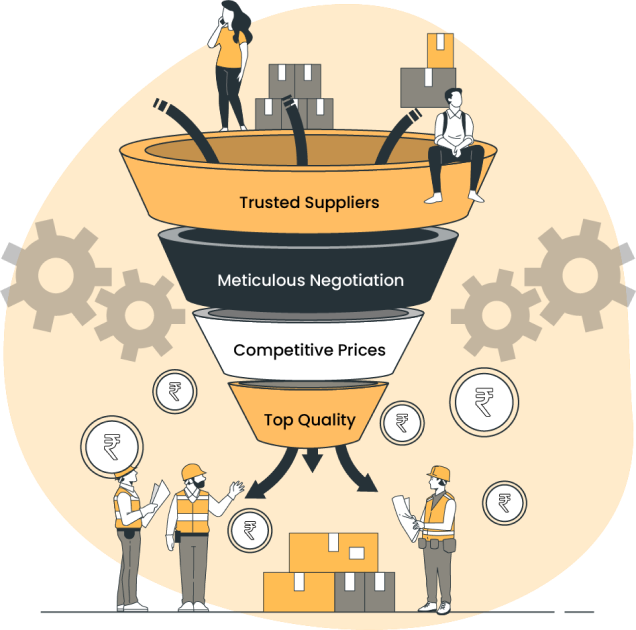 Trusted Suppliers
Meticulous Negotiation
Competitive Prices
Top Quality
₹
₹
₹
₹
₹
₹